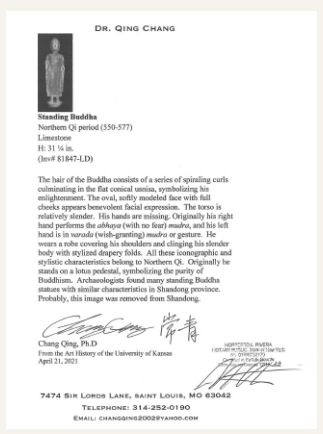 DR. QING CHANG
Standing Buddha
Northern Qi period (550-577)
Limestone
H: 31 ¼ in.
(Inv# 81847-LD)
The hair of the Buddha consists of a series of spiraling curls
culminating in the flat conical usnisa, symbolizing his
enlightenment. The oval, softly modeled face with full
cheeks appears benevolent facial expression. The torso is
relatively slender. His hands are missing. Originally his right
hand performs the abhaya (with no fear) mudra, and his left
hand is in varada (wish-granting) mudra or gesture. He
wears a robe covering his shoulders and clinging his slender
body with stylized drapery folds. All these iconographic and
stylistic characteristics belong to Northern Qi. Originally he
stands on a lotus pedestal, symbolizing the purity of
Buddhism. Archaeologists found many standing Buddha
statues with similar characteristics in Shandong province.
Probably, this image was removed from Shandong.
常青
Chang Qing, Ph.D
From the Art History of the University of Kansas
April 21, 2021
7474 SIR LORDS LANE, SAINT LOUIS, MO 63042
TELEPHONE: 314-252-0190
EMAIL: CHANGQING2002@YAHOO.COM